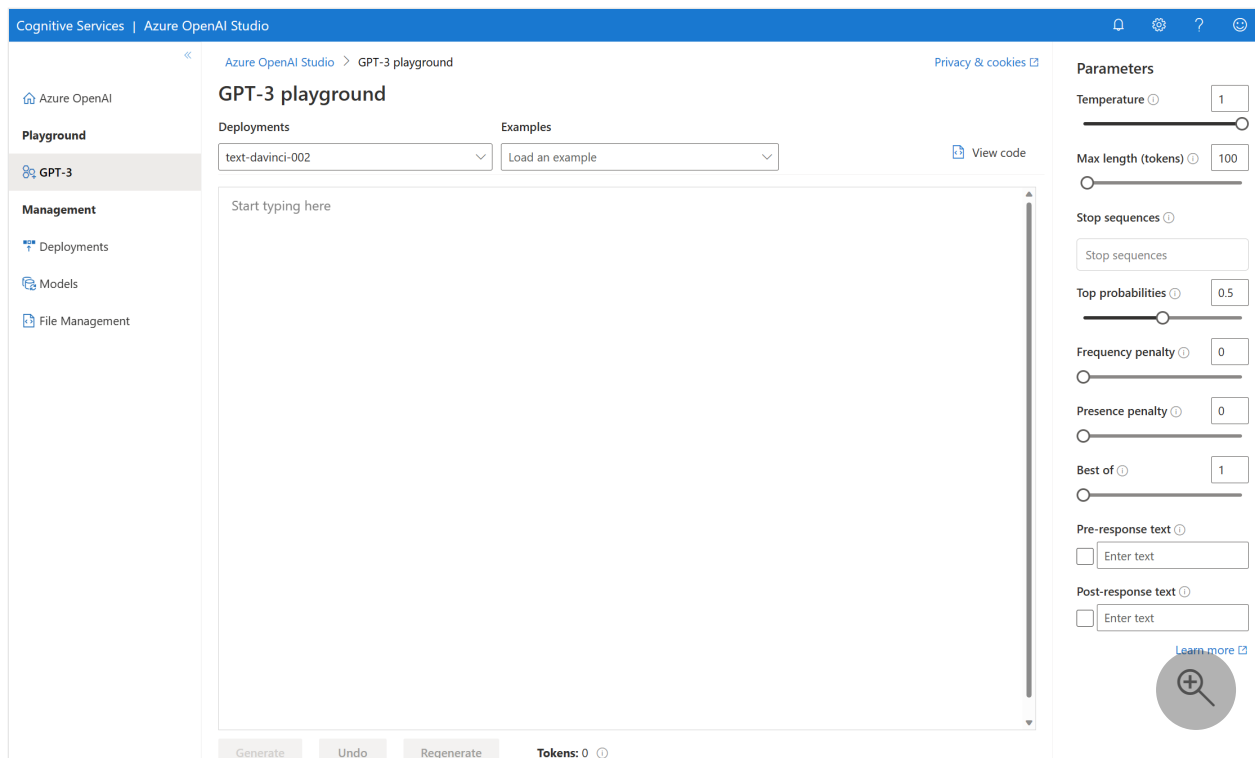 Cognitive Services | Azure OpenAI Studio
Azure OpenAI
Playground
GPT-3
Management
Deployments
Models
File Management
Azure OpenAI Studio > GPT-3 playground
Privacy & cookies
GPT-3 playground
Deployments
Examples
text-davinci-002
Load an example
View code
Start typing here
Generate
Undo
Regenerate
Tokens: 0
Parameters
Temperature
1
Max length (tokens)
100
Stop sequences
Stop sequences
Top probabilities
0.5
Frequency penalty
0
Presence penalty
0
Best of
1
Pre-response text
Enter text
Post-response text
Enter text
Learn more